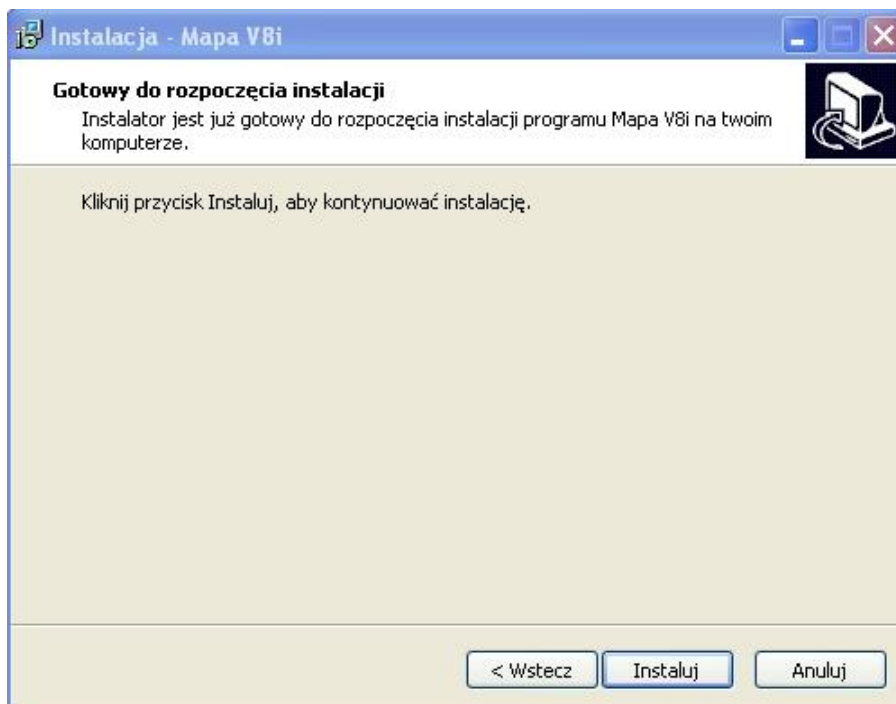 Instalacja - Mapa V8i
Gotowy do rozpoczęcia instalacji
Instalator jest już gotowy do rozpoczęcia instalacji programu Mapa V8i na twoim
komputerze.
Kliknij przycisk Instaluj, aby kontynuować instalację.
< Wstecz Instaluj Anuluj